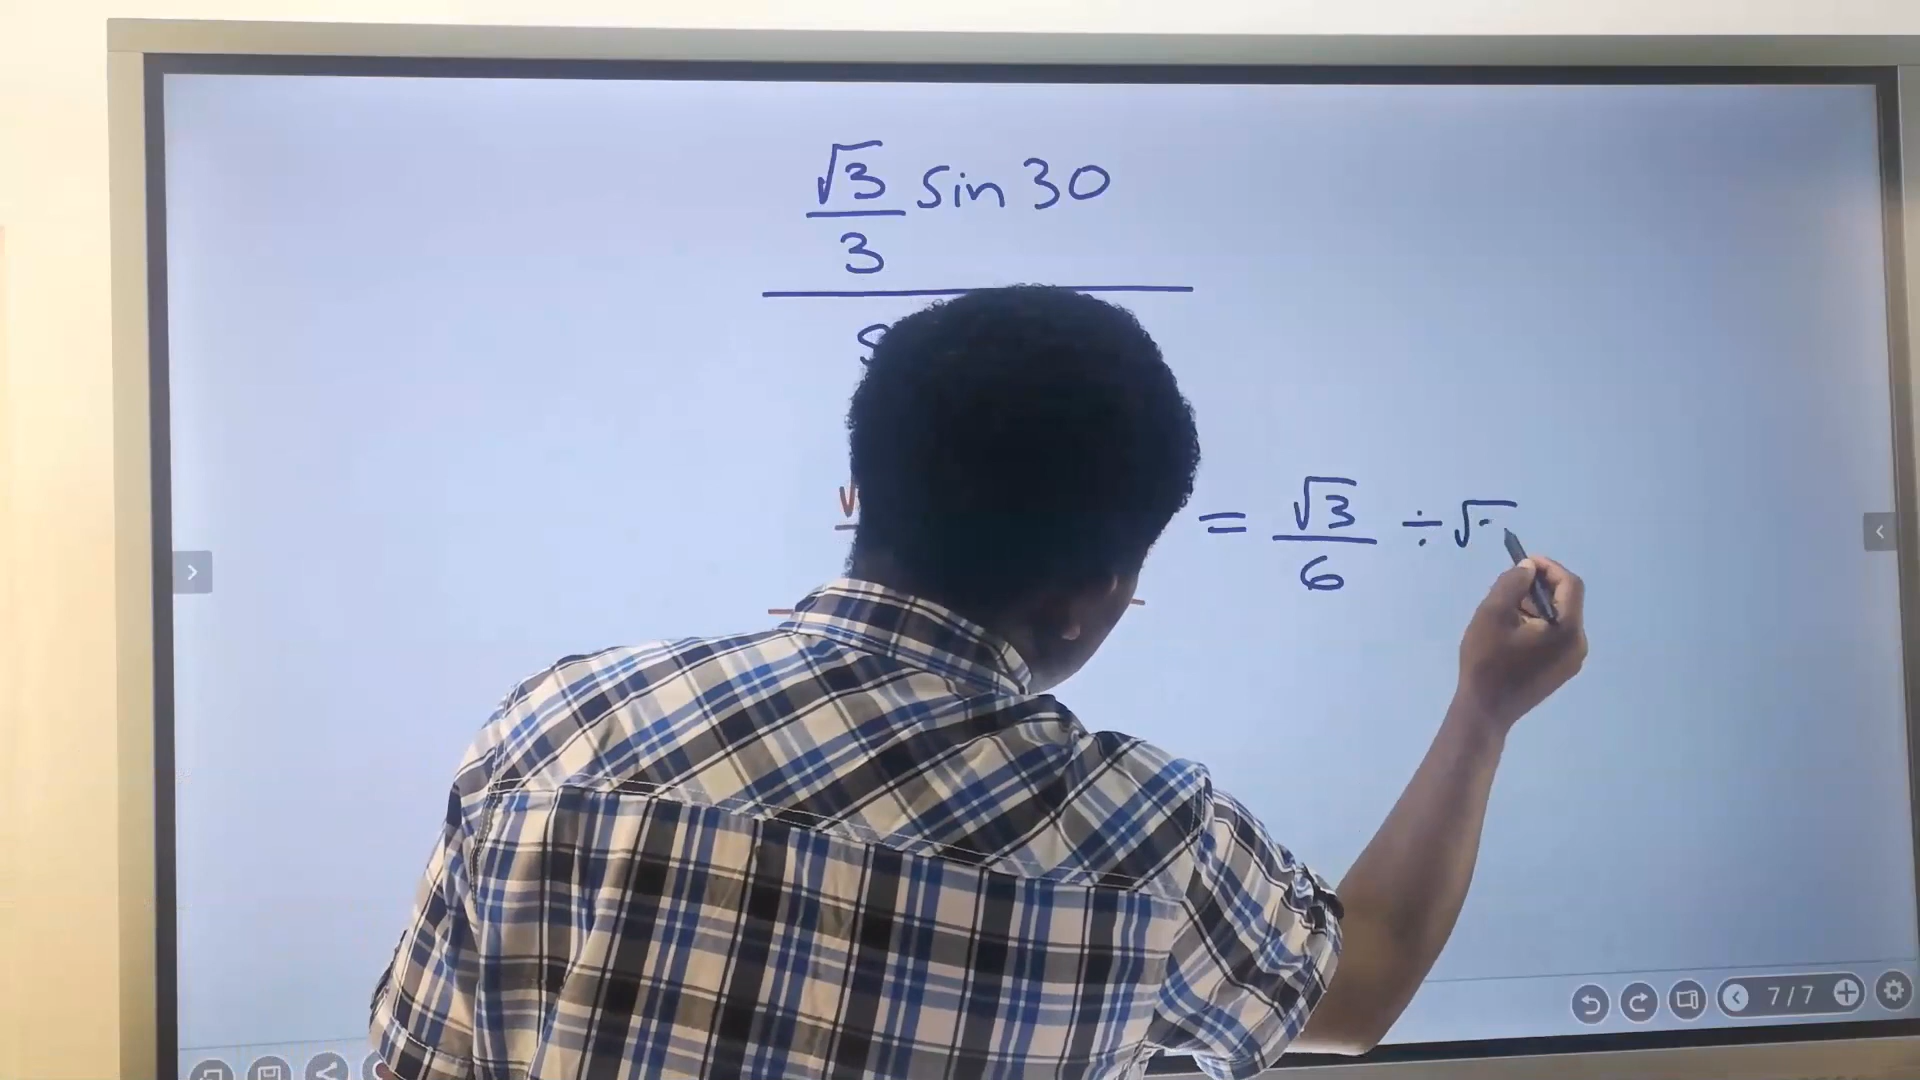 √3/3 sin 30
= √3/6 ÷ √
7/7